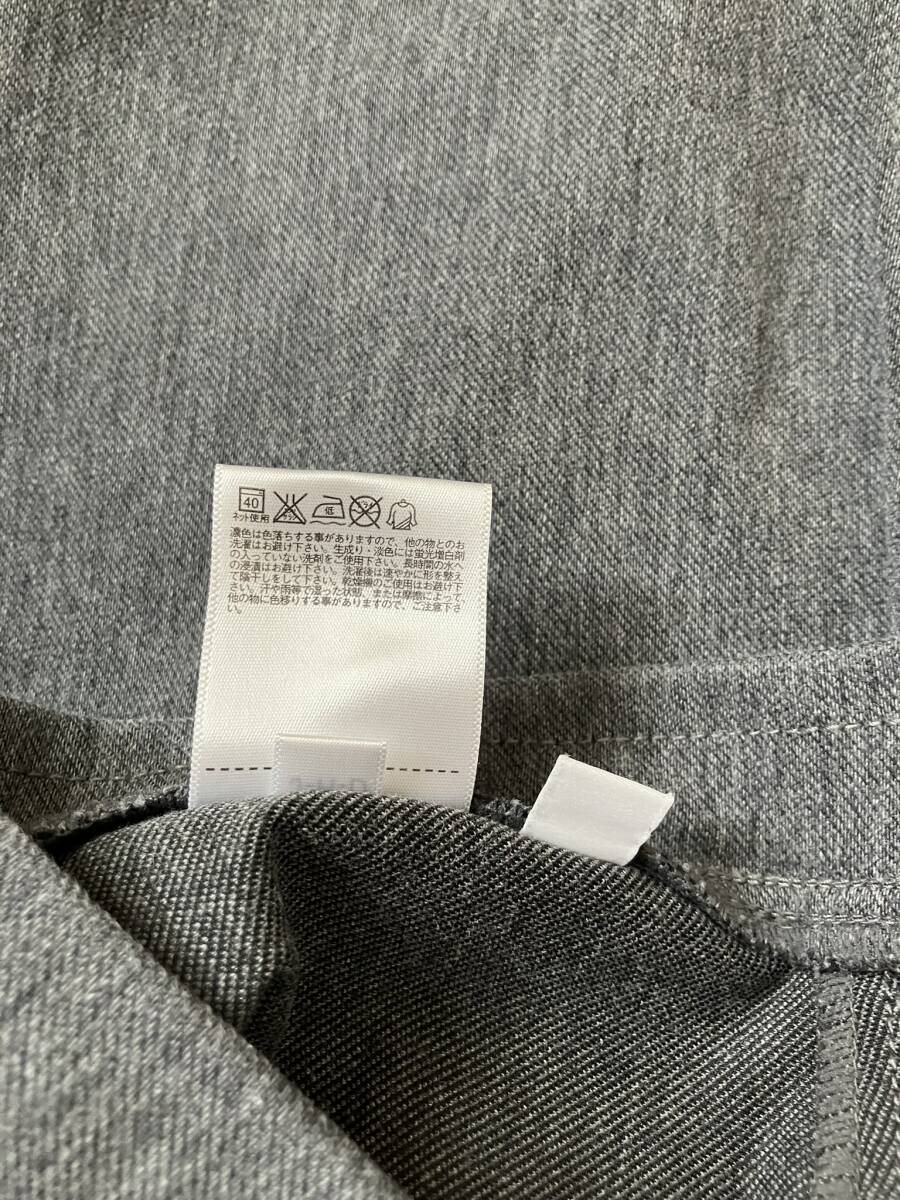 40
ネット使用
低
ドライ
濃色は色落ちする事がありますので、他の物とのお
洗濯はお避け下さい。生成り・淡色には蛍光増白剤
の入っていない洗剤をご使用下さい。長時間の水へ
の浸漬はお避け下さい。洗濯後は速やかに形を整え
て陰干しをして下さい。乾燥機のご使用はお避け下
さい。汗や雨等で湿った状態、または摩擦によって、
他の物に色移りする事がありますので、ご注意下さ
い。